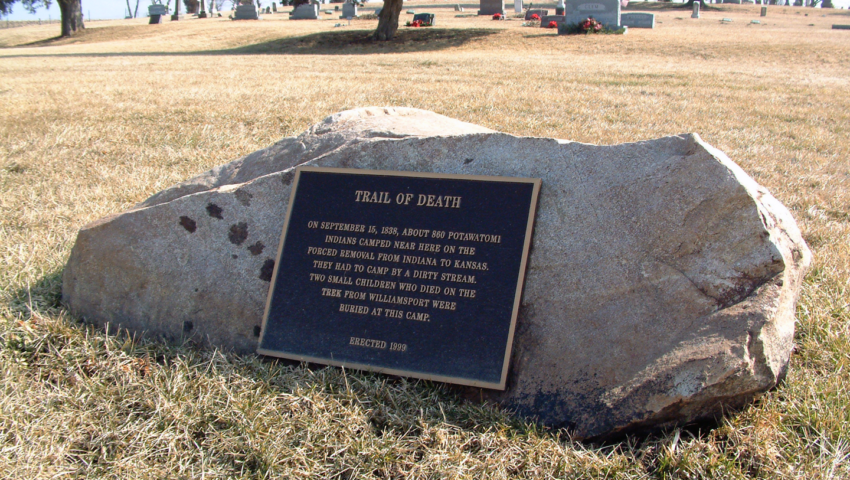 TRAIL OF DEATH
ON SEPTEMBER 15, 1838, ABOUT 860 POTAWATOMI
INDIANS CAMPED NEAR HERE ON THE
FORCED REMOVAL FROM INDIANA TO KANSAS.
THEY HAD TO CAMP BY A DIRTY STREAM.
TWO SMALL CHILDREN WHO DIED ON THE
TREK FROM WILLIAMSPORT WERE
BURIED AT THIS CAMP.
ERECTED 1999